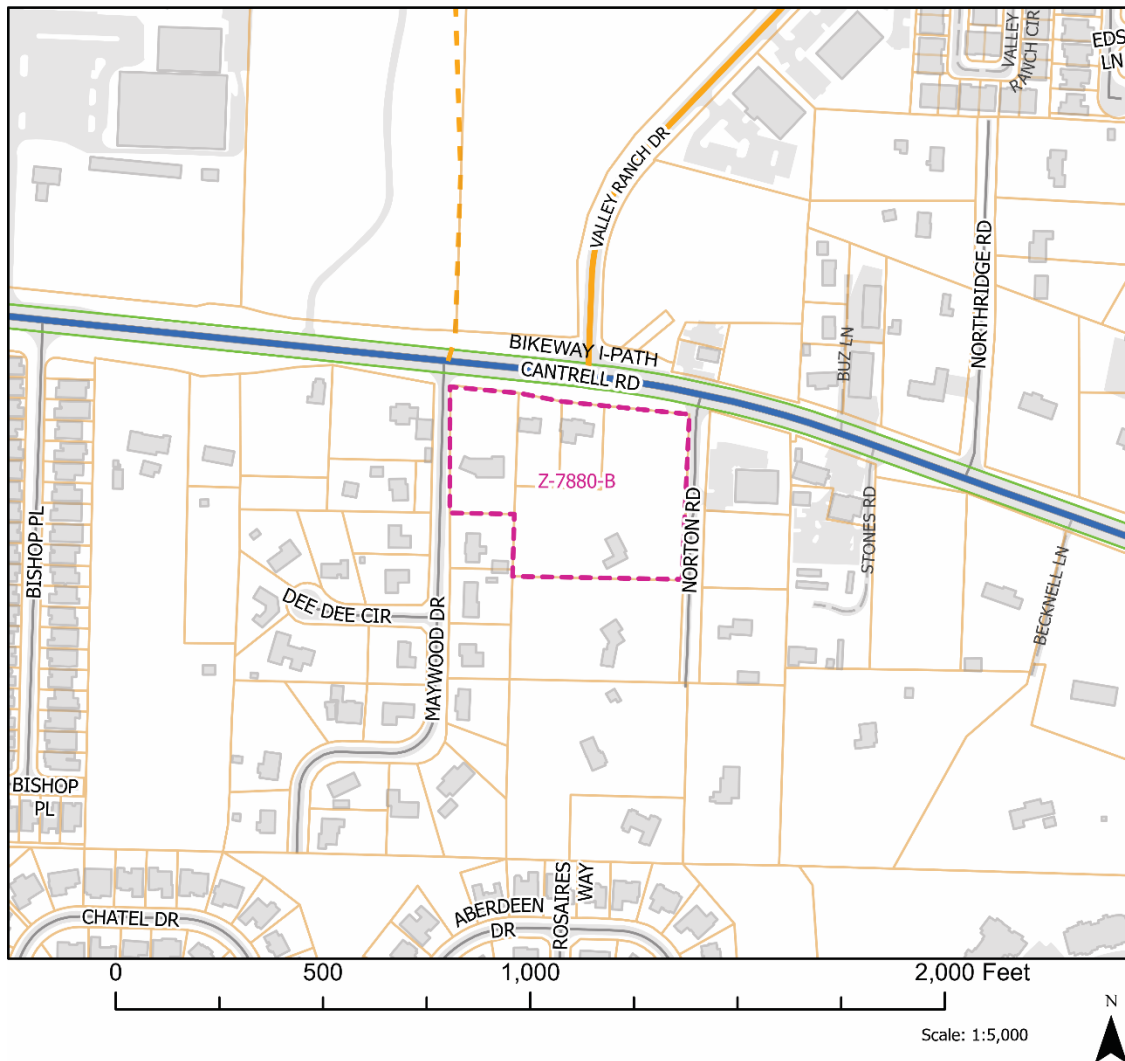 VALLEY
RANCH CIR
EDS
LN
VALLEY RANCH DR
NORTHRIDGE RD
BIKEWAY I-PATH
CANTRELL RD
BUZ LN
Z-7880-B
BISHOP PL
NORTON RD
STONES RD
BECKNELL LN
DEE DEE CIR
MAYWOOD DR
BISHOP
PL
CHATEL DR
ABERDEEN
DR
ROSAIRES
WAY
0 500 1,000 2,000 Feet
Scale: 1:5,000
N